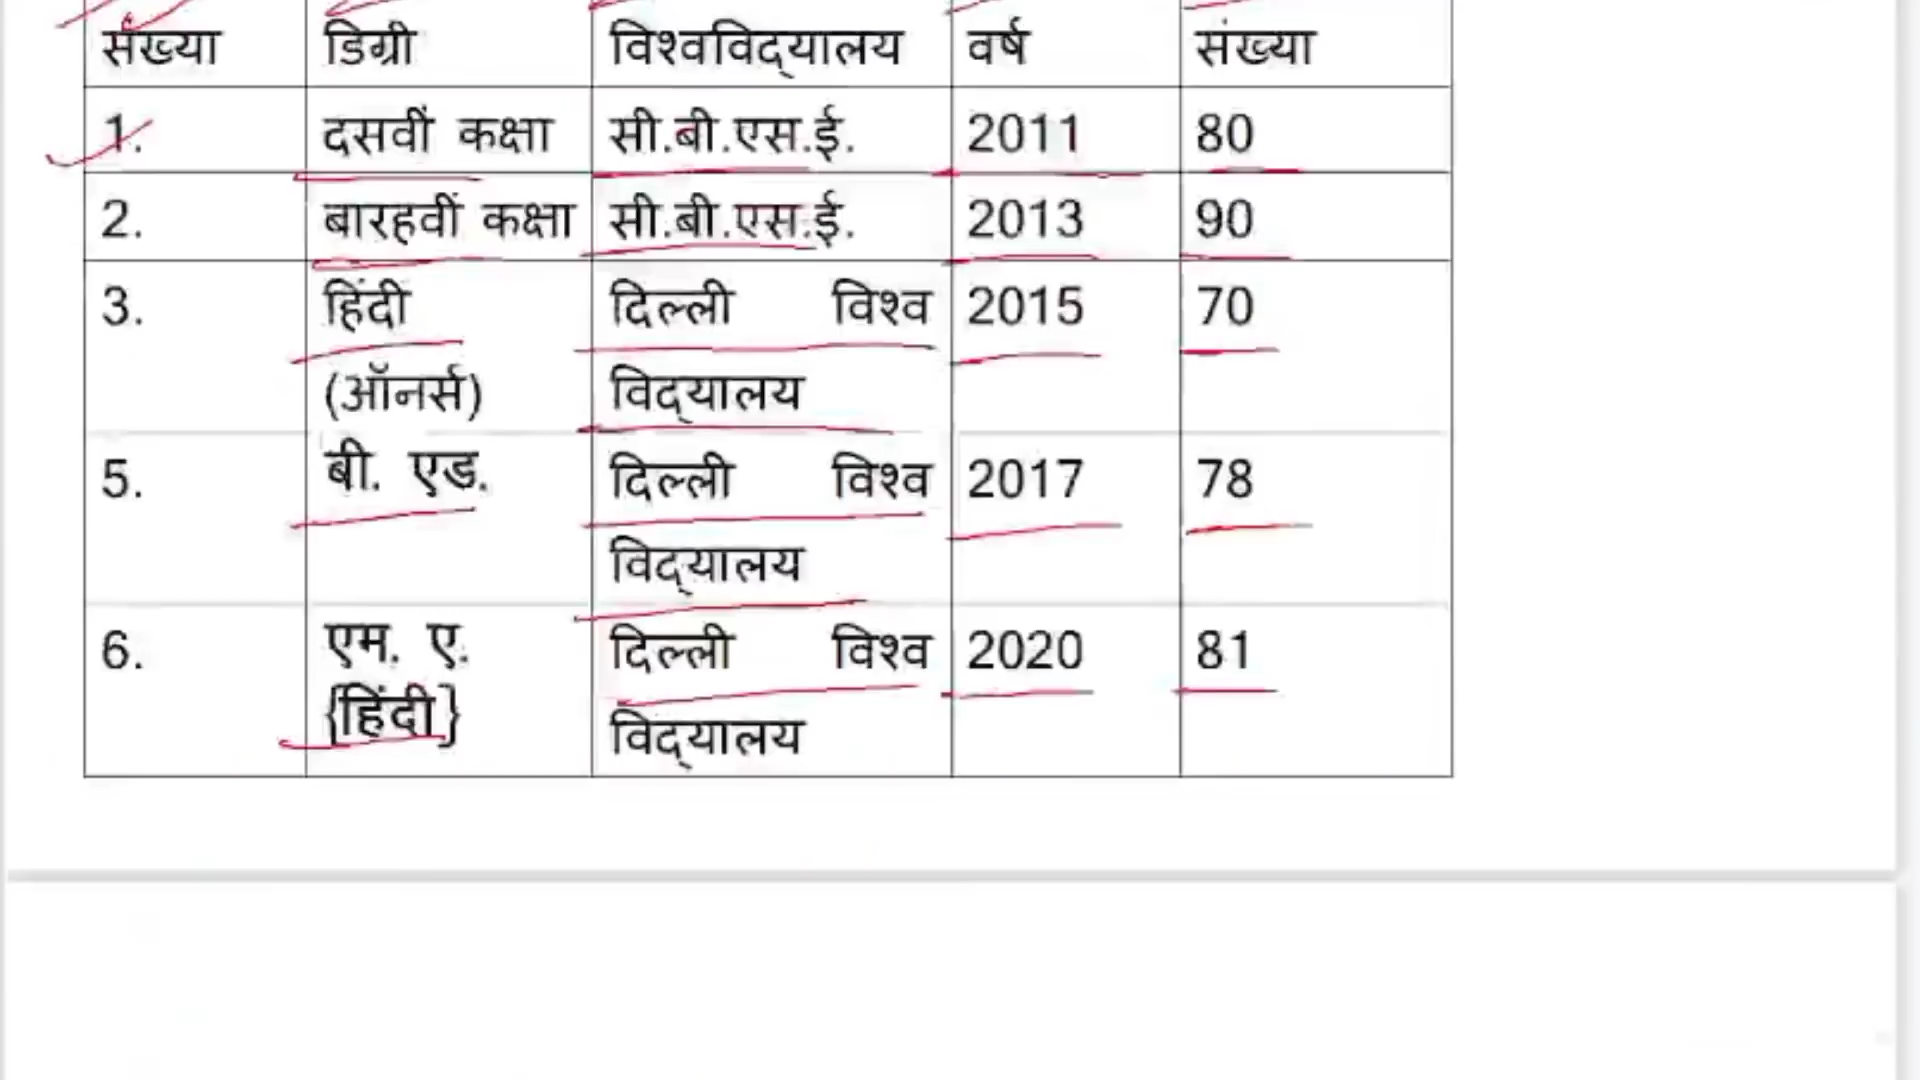 संख्या डिग्री विश्वविद्यालय वर्ष संख्या
1. दसवीं कक्षा सी.बी.एस.ई. 2011 80
2. बारहवीं कक्षा सी.बी.एस.ई. 2013 90
3. हिंदी दिल्ली विश्व 2015 70
(ऑनर्स) विद्यालय
5. बी. एड. दिल्ली विश्व 2017 78
विद्यालय
6. एम. ए. दिल्ली विश्व 2020 81
{हिंदी} विद्यालय